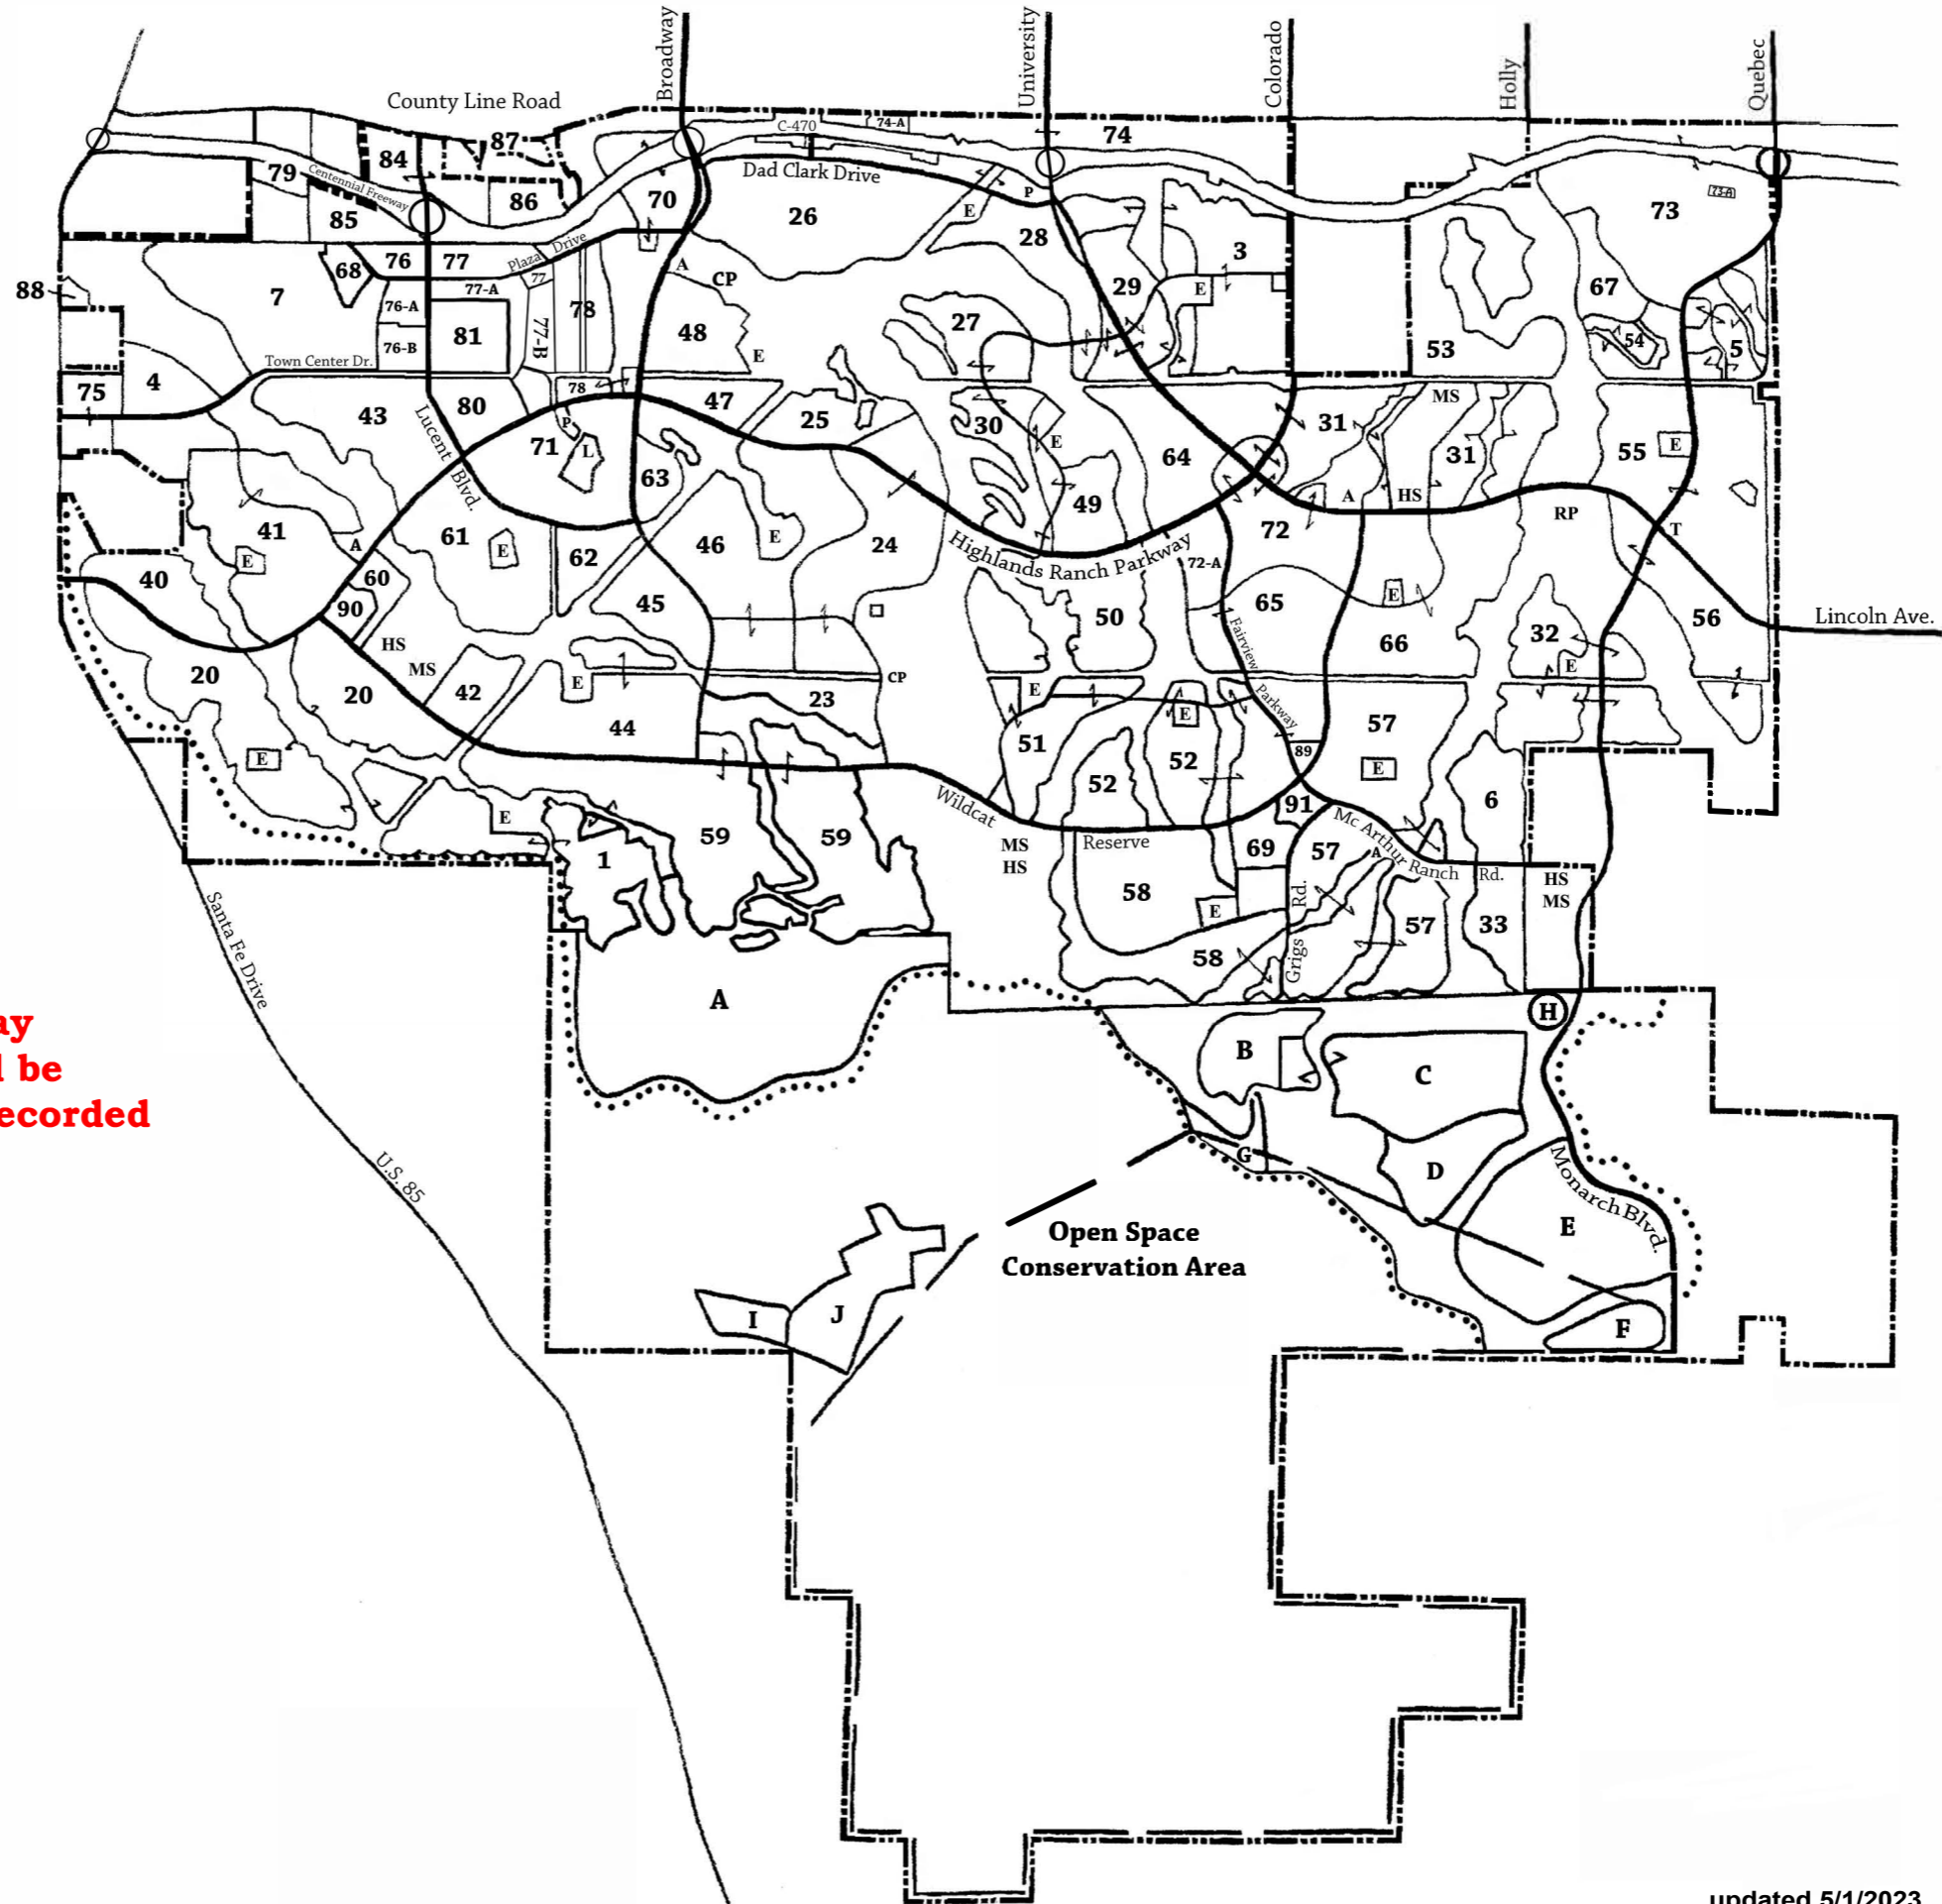 Broadway
University
Colorado
Holly
Quebec
County Line Road
C-470
74-A
74
87
84
79
Centennial Freeway
86
85
70
Dad Clark Drive
P
26
E
28
3
73-A
73
Plaza Drive
68
76
77
77
A
CP
88
7
76-A
77-A
78
29
E
67
48
27
76-B
81
77-B
E
53
54
5
Town Center Dr.
75
4
78
43
80
47
25
30
MS
31
Lucent Blvd.
P
71
L
E
64
31
55
E
63
49
A
HS
41
61
E
A
E
46
E
24
72
RP
T
Highlands Ranch Parkway
40
60
62
72-A
90
45
50
65
E
66
32
56
Lincoln Ave.
HS
MS
Fairview Parkway
E
20
20
42
E
CP
23
E
E
44
51
52
57
E
89
52
E
6
91
Wildcat Reserve
Mc Arthur Ranch Rd.
E
1
59
59
MS
HS
69
57
A
58
E
HS
MS
57
33
58
Grigs Rd.
Santa Fe Drive
A
H
ay
l be
ecorded
B
C
G
D
U.S. 85
Monarch Blvd.
E
Open Space
Conservation Area
I
J
F
updated 5/1/2023